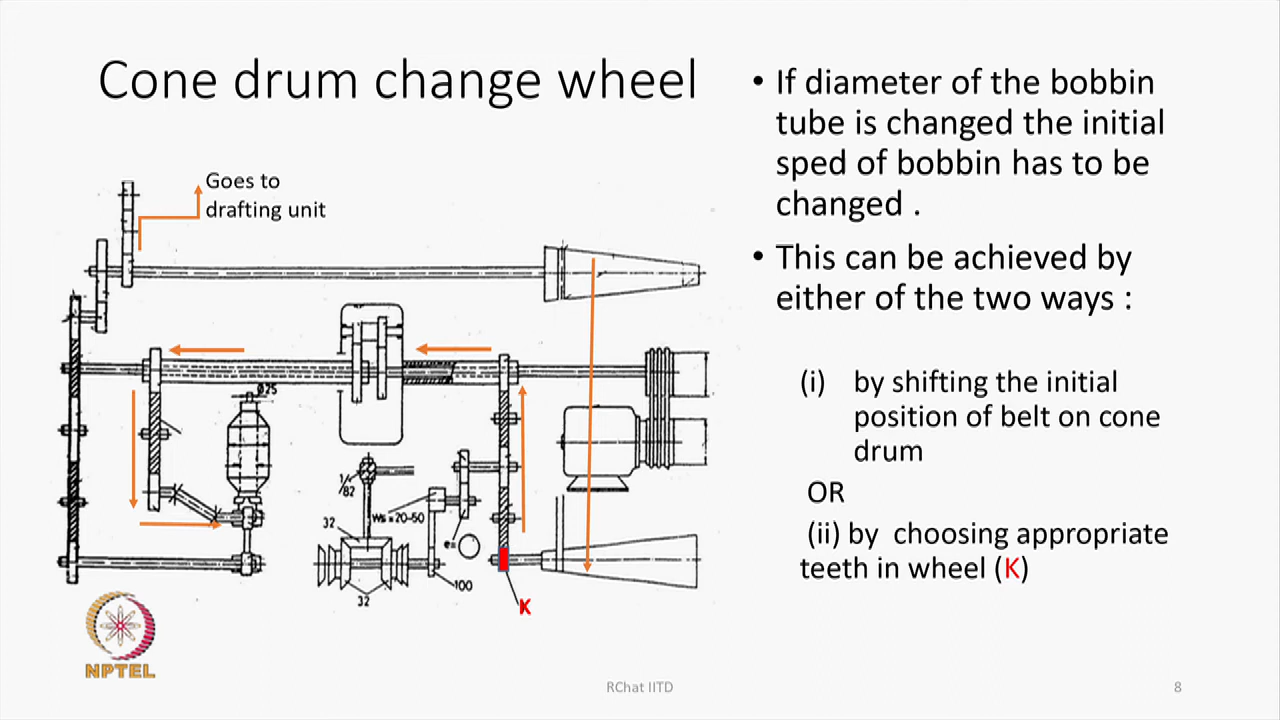 Cone drum change wheel
Goes to
drafting unit
Ø25
1/82
32
Ws=20-50
e=
100
32
K
• If diameter of the bobbin
tube is changed the initial
sped of bobbin has to be
changed .
• This can be achieved by
either of the two ways :
(i) by shifting the initial
position of belt on cone
drum
OR
(ii) by choosing appropriate
teeth in wheel (K)
NPTEL
RChat IITD
8